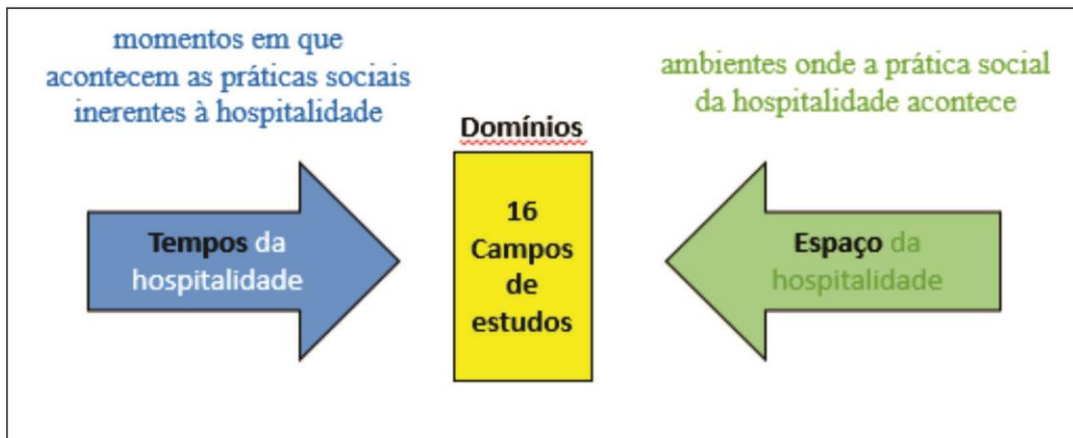 momentos em que
acontecem as práticas sociais
inerentes à hospitalidade
ambientes onde a prática social
da hospitalidade acontece
Domínios
Tempos da
hospitalidade
16
Campos
de
estudos
Espaço da
hospitalidade